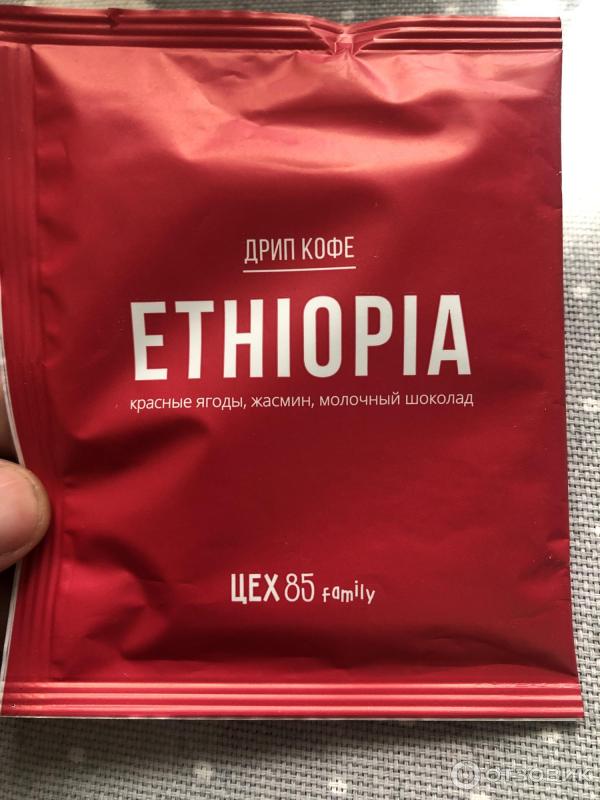 ДРИП КОФЕ
ETHIOPIA
красные ягоды, жасмин, молочный шоколад
ЦЕХ 85 family
ОТЗОВИК